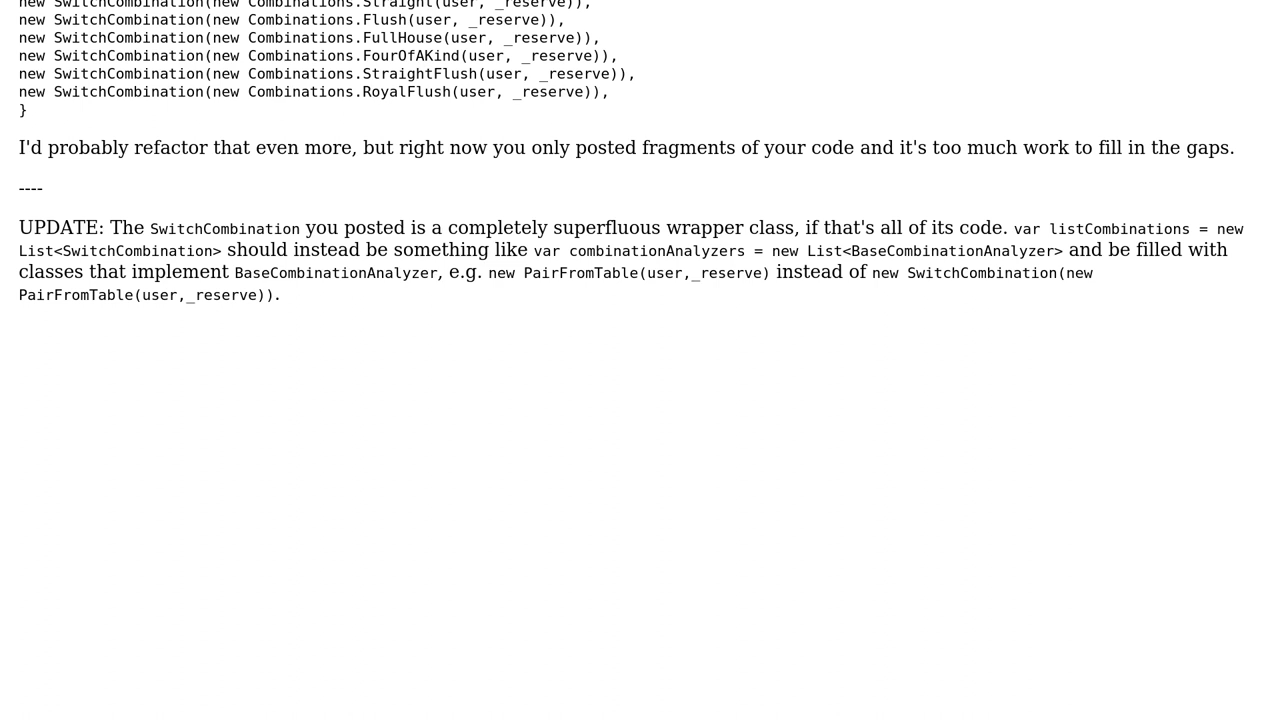 new SwitchCombination(new Combinations.Straight(user, _reserve)),
new SwitchCombination(new Combinations.Flush(user, _reserve)),
new SwitchCombination(new Combinations.FullHouse(user, _reserve)),
new SwitchCombination(new Combinations.FourOfAKind(user, _reserve)),
new SwitchCombination(new Combinations.StraightFlush(user, _reserve)),
new SwitchCombination(new Combinations.RoyalFlush(user, _reserve)),
}
I'd probably refactor that even more, but right now you only posted fragments of your code and it's too much work to fill in the gaps.
----
UPDATE: The SwitchCombination you posted is a completely superfluous wrapper class, if that's all of its code. var listCombinations = new
List<SwitchCombination> should instead be something like var combinationAnalyzers = new List<BaseCombinationAnalyzer> and be filled with
classes that implement BaseCombinationAnalyzer, e.g. new PairFromTable(user,_reserve) instead of new SwitchCombination(new
PairFromTable(user,_reserve)).